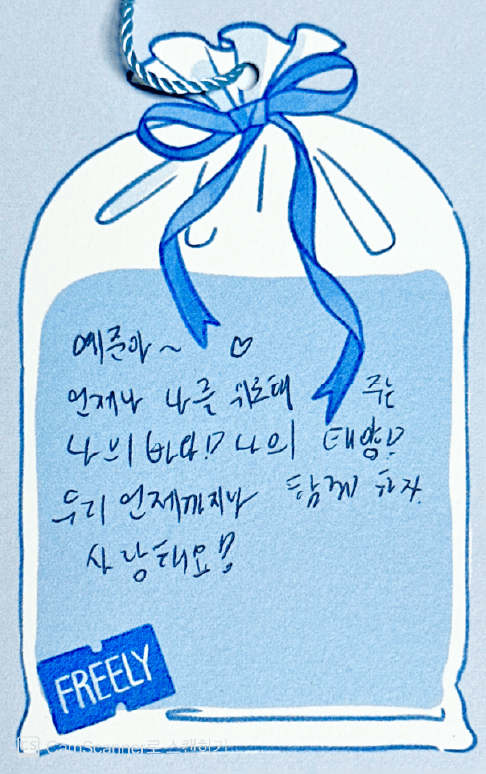 예준아~ ♡
언제나 나를 위로해 주는
나의 바다♡ 나의 태양♡
우리 언제까지나 함께 하자
사랑해요♡
FREELY
CS CamScanner로 스캔하기